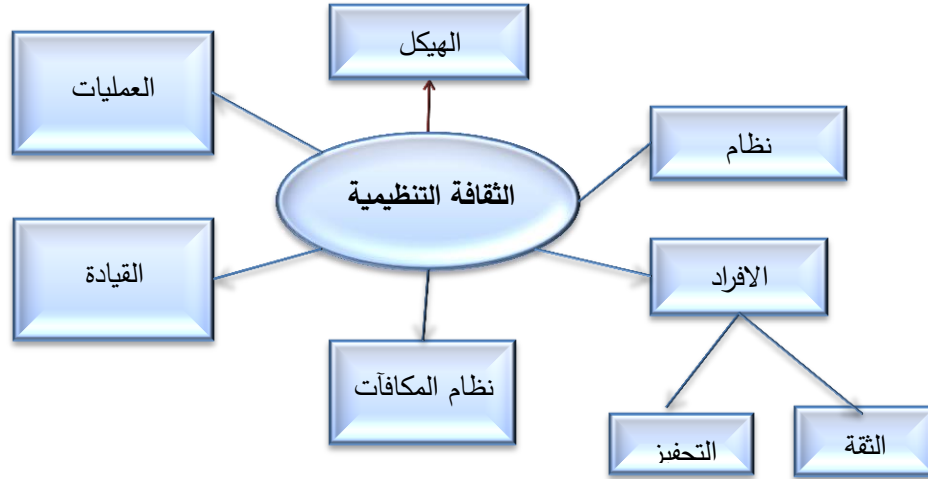 الهيكل
العمليات
نظام
الثقافة التنظيمية
القيادة
الافراد
نظام المكافآت
التحفيز
الثقة